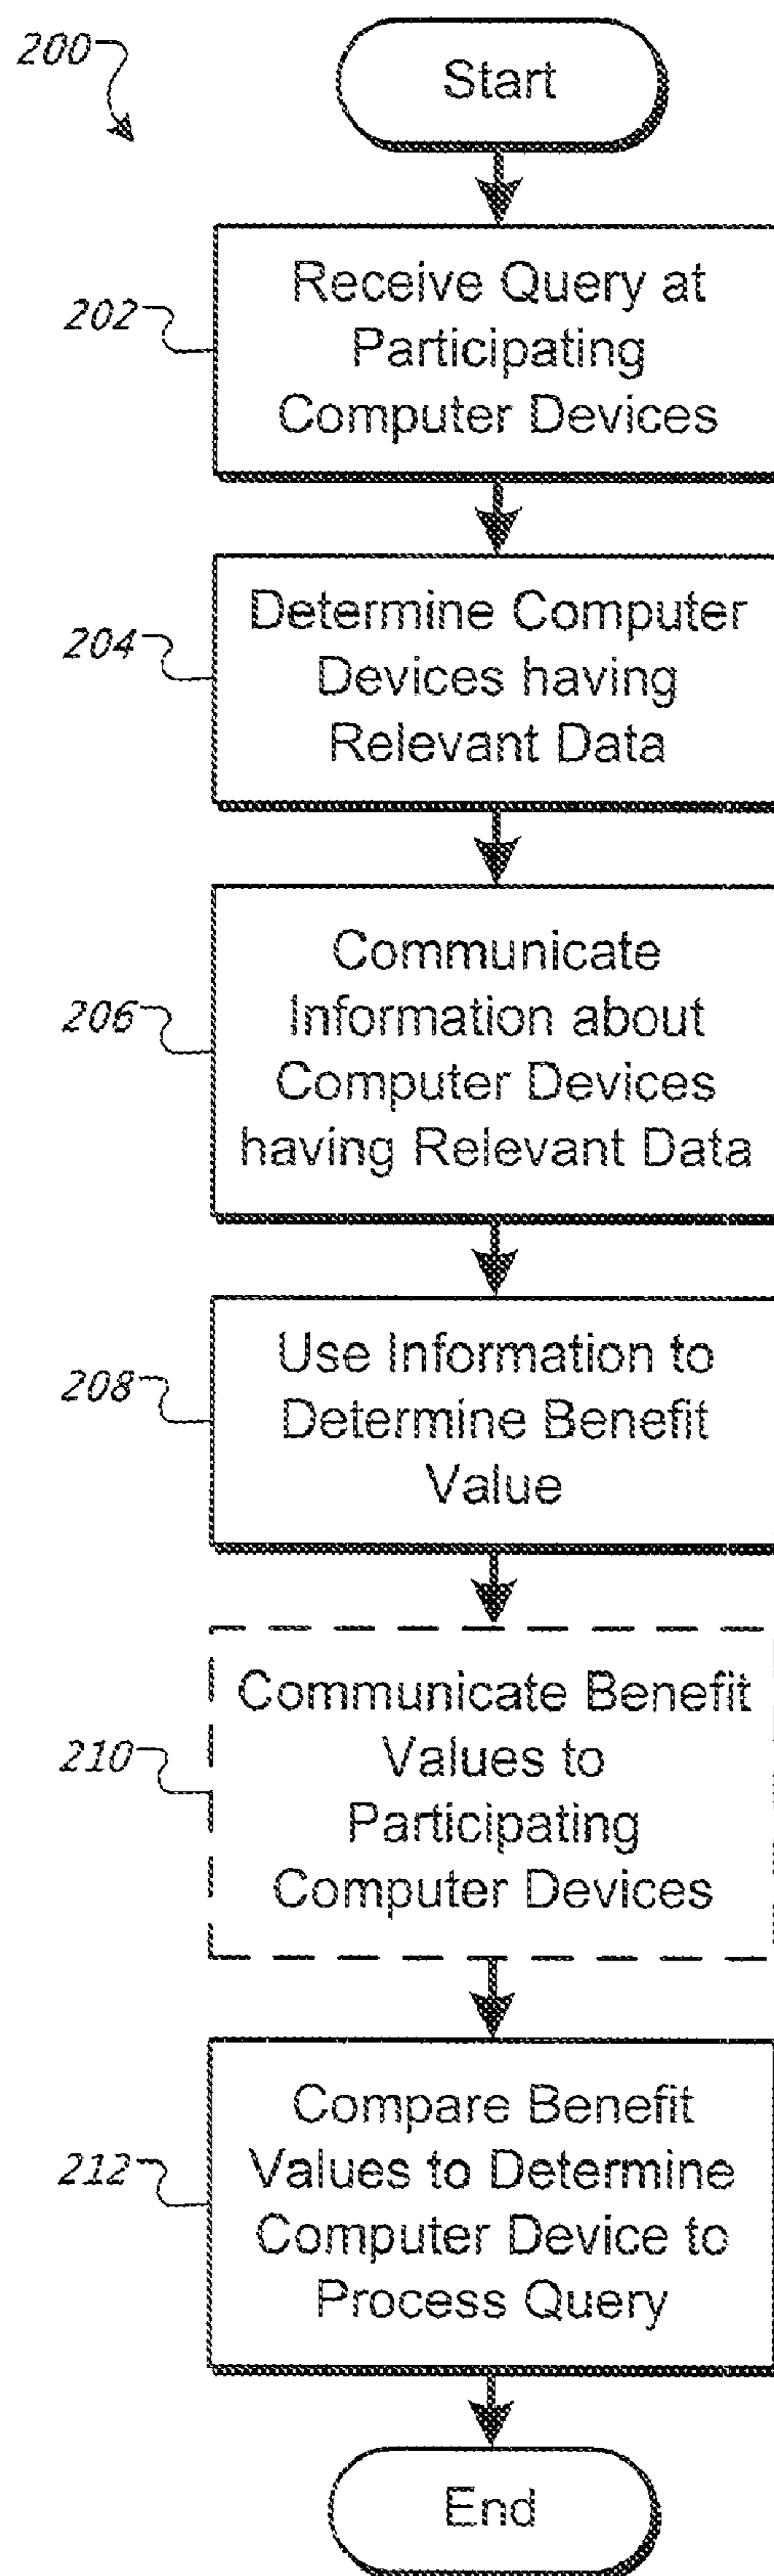 200
Start
202
Receive Query at
Participating
Computer Devices
204
Determine Computer
Devices having
Relevant Data
206
Communicate
Information about
Computer Devices
having Relevant Data
208
Use Information to
Determine Benefit
Value
210
Communicate Benefit
Values to
Participating
Computer Devices
212
Compare Benefit
Values to Determine
Computer Device to
Process Query
End